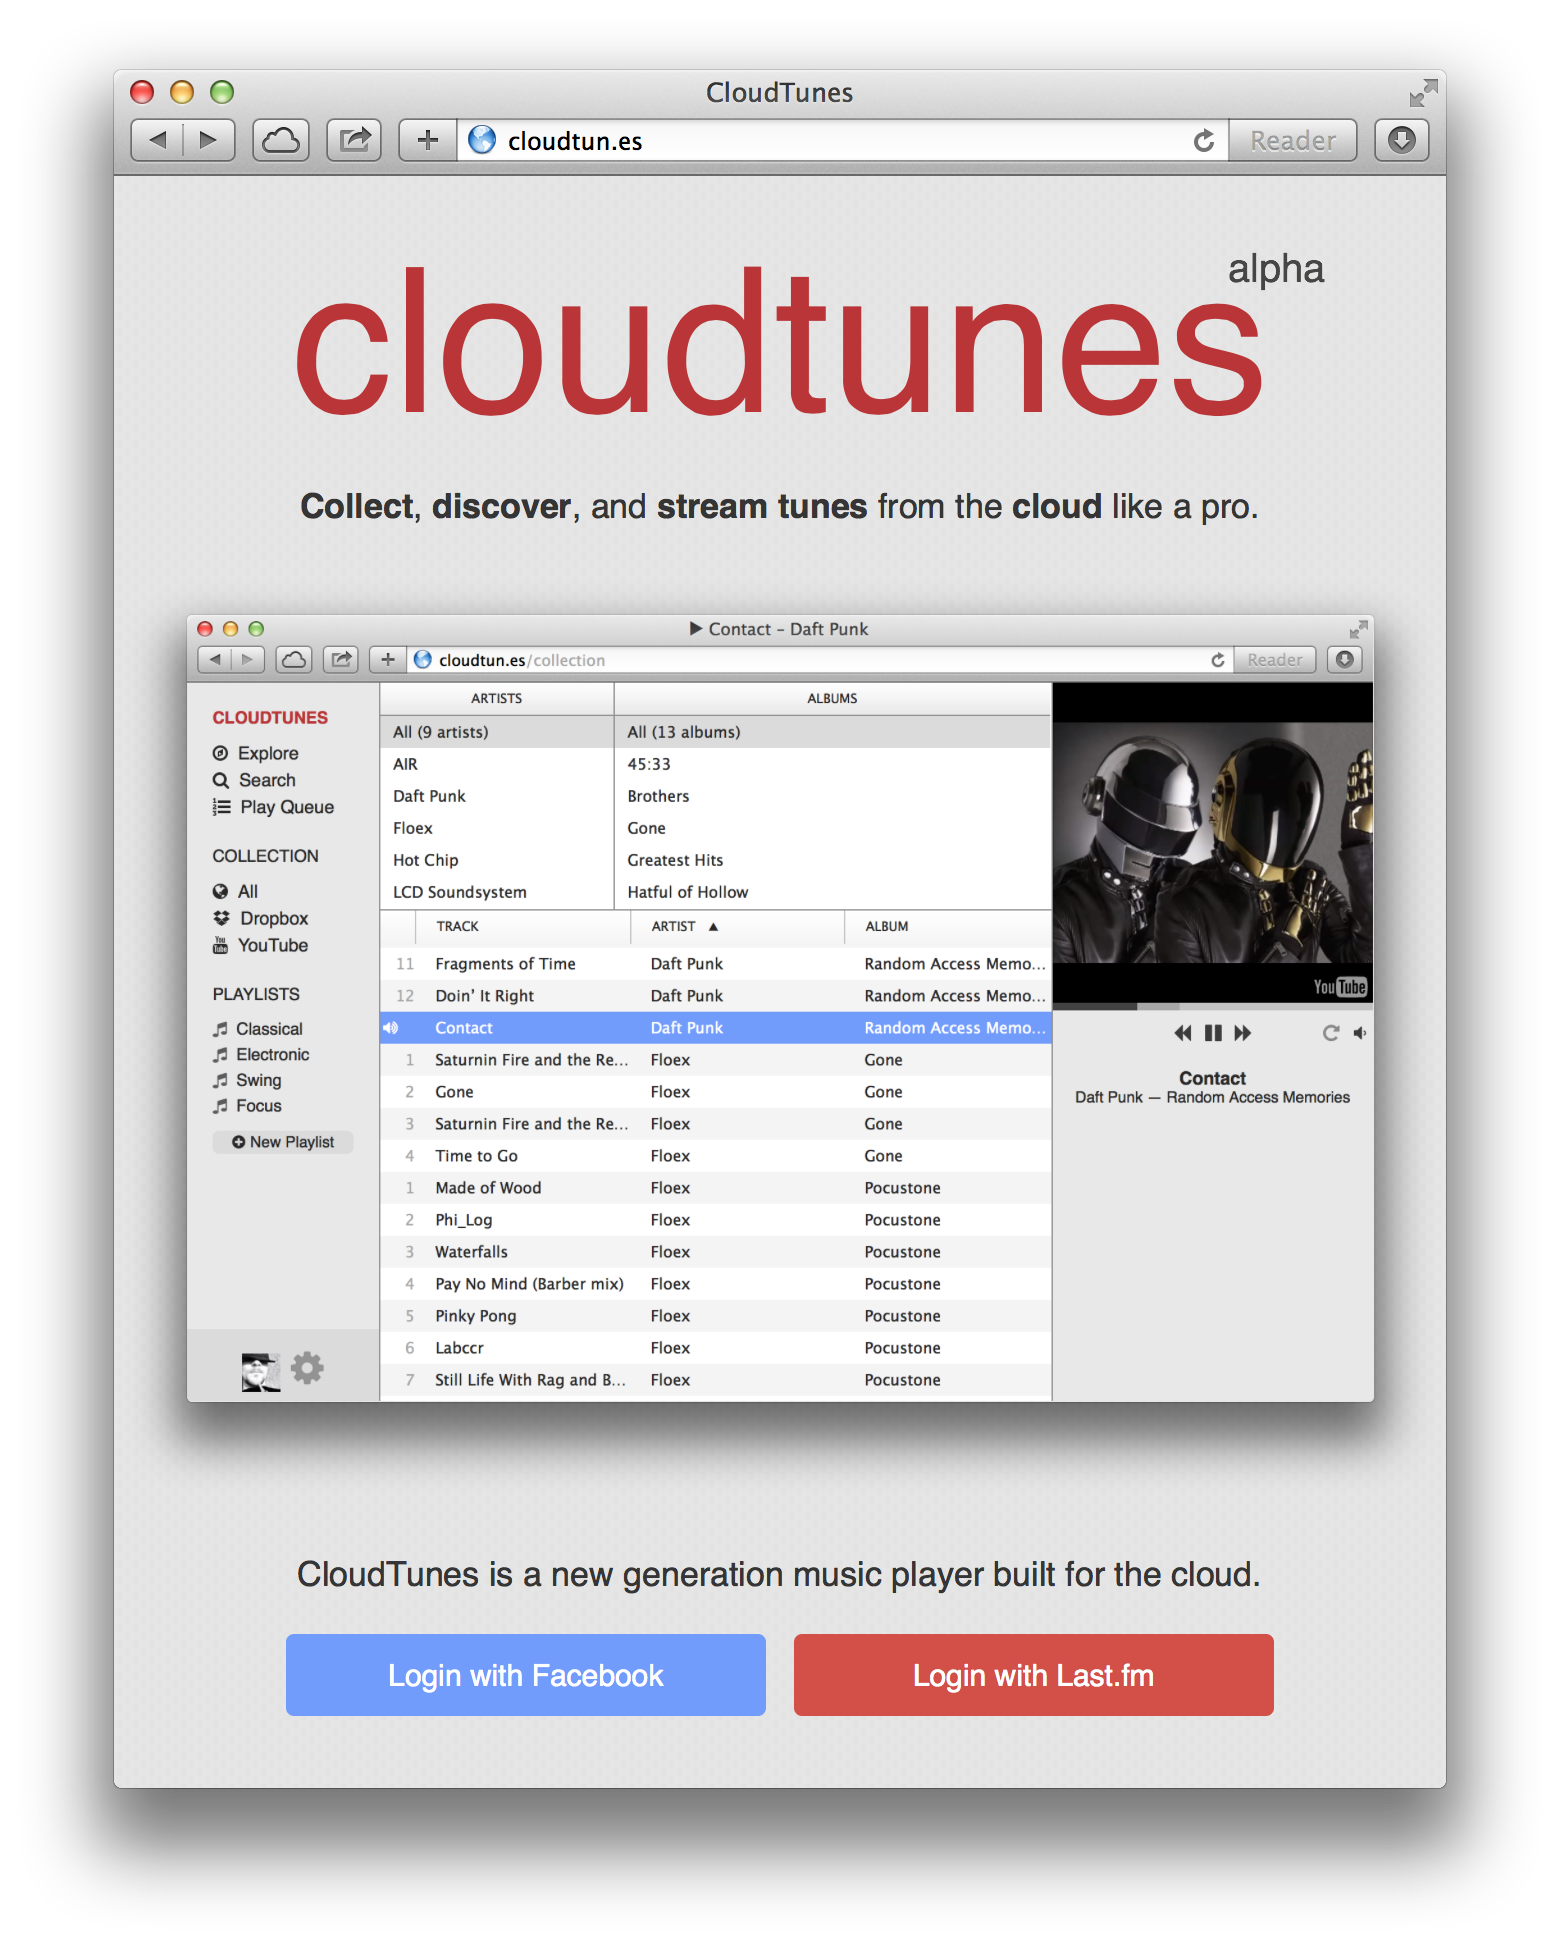 CloudTunes
cloudtun.es
Reader
alpha
cloudtunes
Collect, discover, and stream tunes from the cloud like a pro.
▶ Contact – Daft Punk
cloudtun.es/collection
Reader
CLOUDTUNES
Explore
Search
Play Queue
COLLECTION
All
Dropbox
YouTube
PLAYLISTS
Classical
Electronic
Swing
Focus
New Playlist
ARTISTS ALBUMS
All (9 artists) All (13 albums)
AIR 45:33
Daft Punk Brothers
Floex Gone
Hot Chip Greatest Hits
LCD Soundsystem Hatful of Hollow
TRACK ARTIST ▲ ALBUM
11 Fragments of Time Daft Punk Random Access Memo...
12 Doin' It Right Daft Punk Random Access Memo...
Contact Daft Punk Random Access Memo...
1 Saturnin Fire and the Re... Floex Gone
2 Gone Floex Gone
3 Saturnin Fire and the Re... Floex Gone
4 Time to Go Floex Gone
1 Made of Wood Floex Pocustone
2 Phi_Log Floex Pocustone
3 Waterfalls Floex Pocustone
4 Pay No Mind (Barber mix) Floex Pocustone
5 Pinky Pong Floex Pocustone
6 Labccr Floex Pocustone
7 Still Life With Rag and B... Floex Pocustone
YouTube
Contact
Daft Punk — Random Access Memories
CloudTunes is a new generation music player built for the cloud.
Login with Facebook
Login with Last.fm